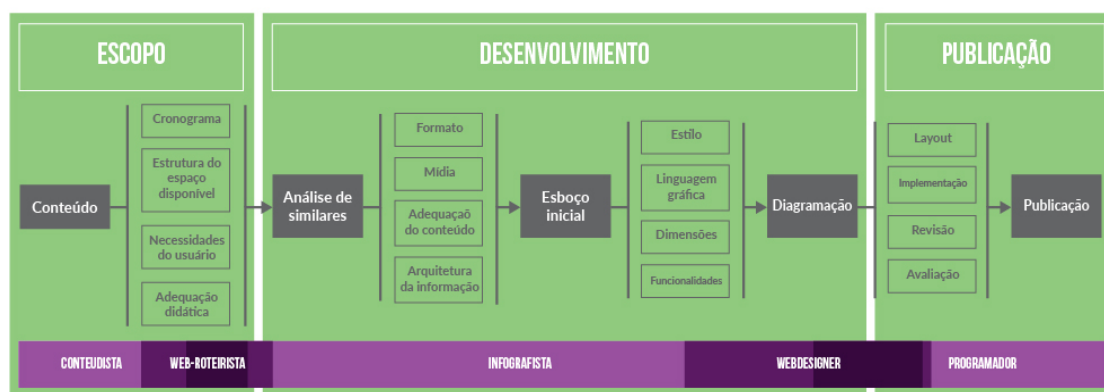 ESCOPO
DESENVOLVIMENTO
PUBLICAÇÃO
Conteúdo
Cronograma
Estrutura do
espaço
disponível
Necessidades
do usuário
Adequação
didática
Análise de
similares
Formato
Mídia
Adequaçaõ
do conteúdo
Arquitetura
da informação
Esboço
inicial
Estilo
Linguagem
gráfica
Dimensões
Funcionalidades
Diagramação
Layout
Implementação
Revisão
Avaliação
Publicação
CONTEUDISTA
WEB-ROTEIRISTA
INFOGRAFISTA
WEBDESIGNER
PROGRAMADOR